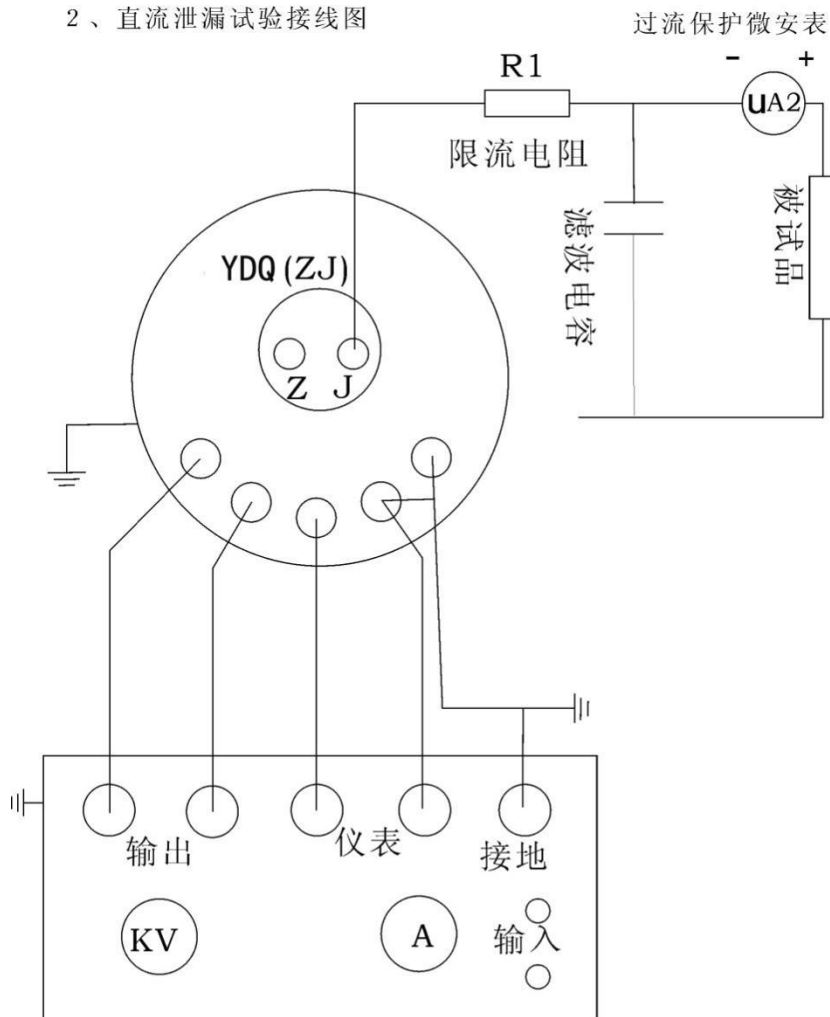 2、直流泄漏试验接线图
过流保护微安表
- +
R1
uA2
限流电阻
滤波电容
被试品
YDQ(ZJ)
Z J
输出
仪表
接地
KV
A
输入